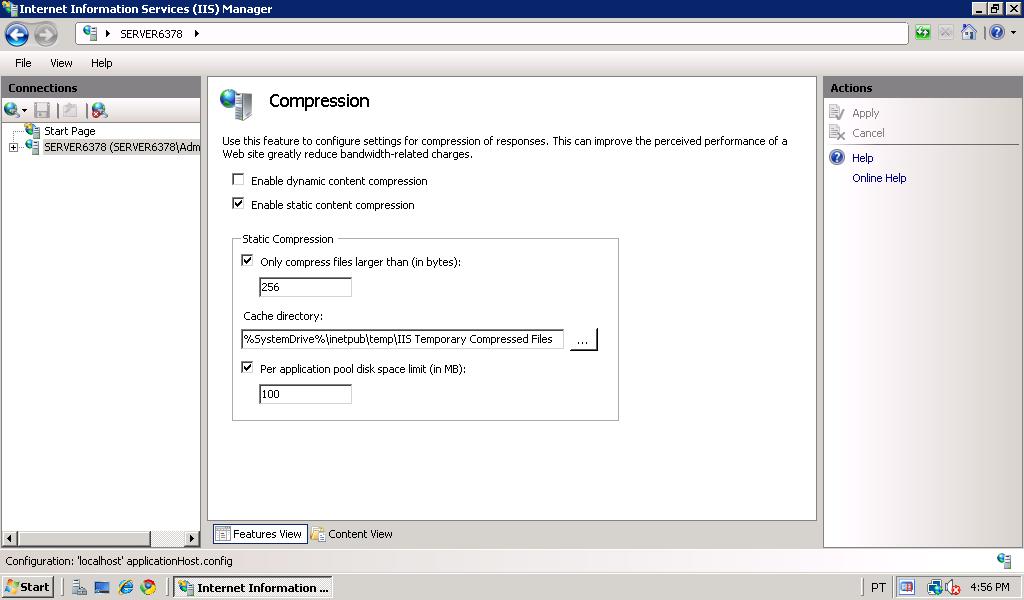 Internet Information Services (IIS) Manager
SERVER6378
File View Help
Connections
Start Page
SERVER6378 (SERVER6378\Adm
Compression
Use this feature to configure settings for compression of responses. This can improve the perceived performance of a
Web site greatly reduce bandwidth-related charges.
Enable dynamic content compression
Enable static content compression
Static Compression
Only compress files larger than (in bytes):
256
Cache directory:
%SystemDrive%\inetpub\temp\IIS Temporary Compressed Files
...
Per application pool disk space limit (in MB):
100
Features View
Content View
Actions
Apply
Cancel
Help
Online Help
Configuration: 'localhost' applicationHost.config
Start
Internet Information ...
PT
4:56 PM